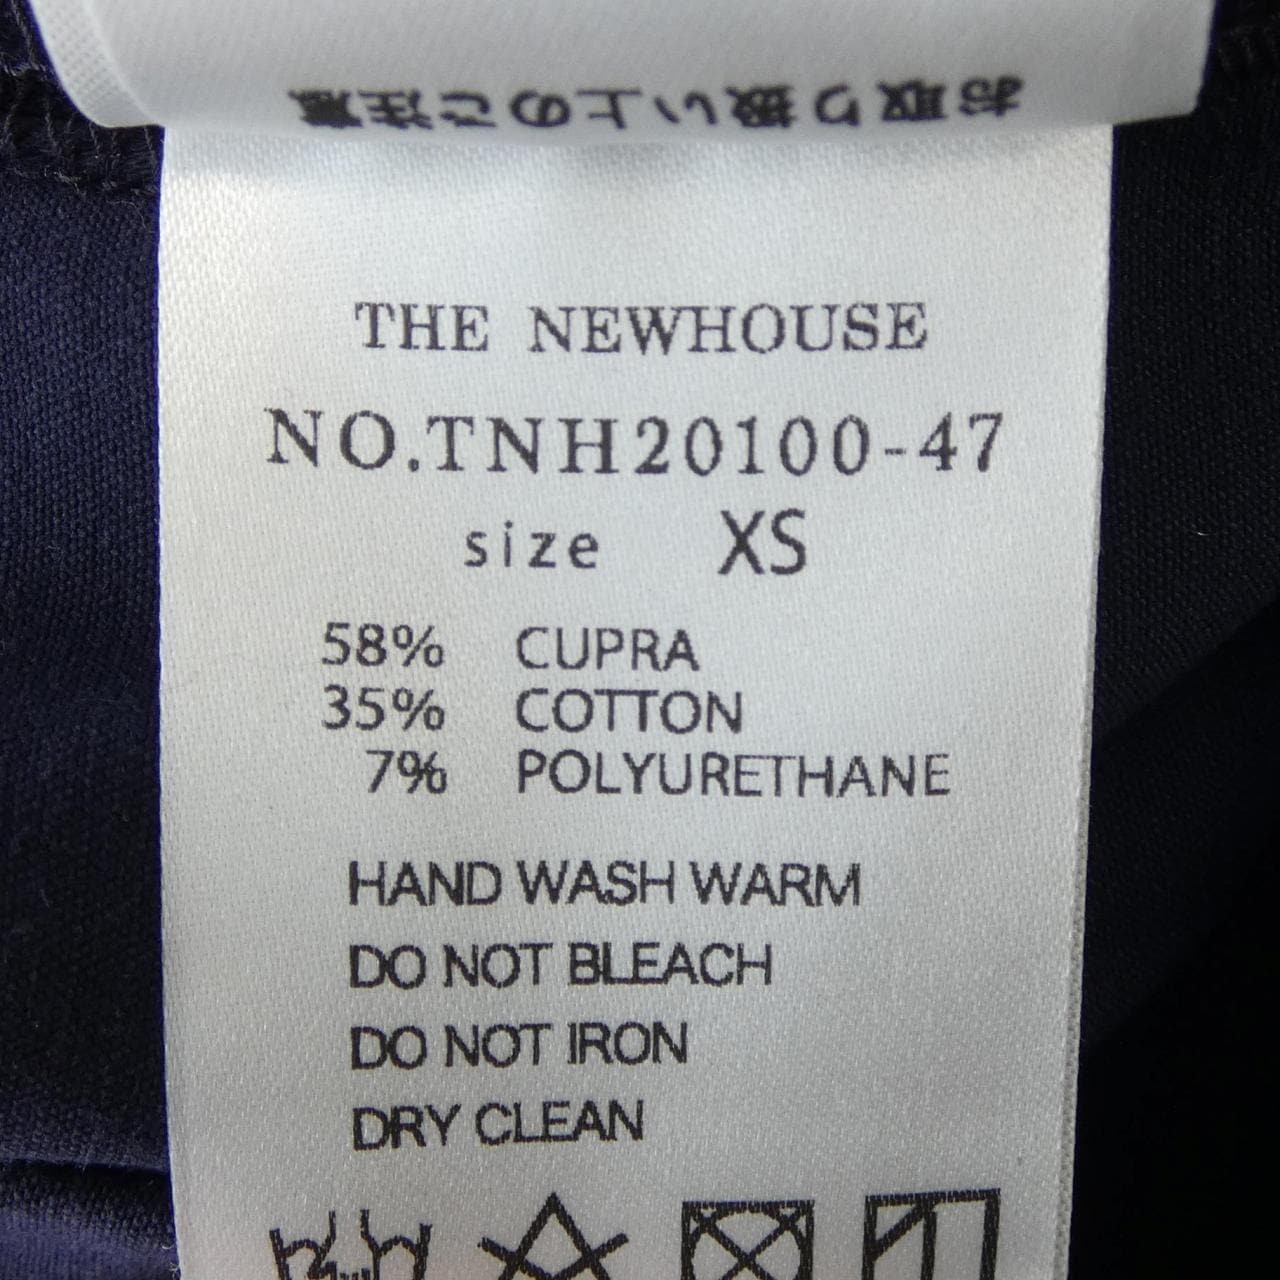 お取り扱い上のご注意
THE NEWHOUSE
NO.TNH20100-47
size XS
58% CUPRA
35% COTTON
7% POLYURETHANE
HAND WASH WARM
DO NOT BLEACH
DO NOT IRON
DRY CLEAN